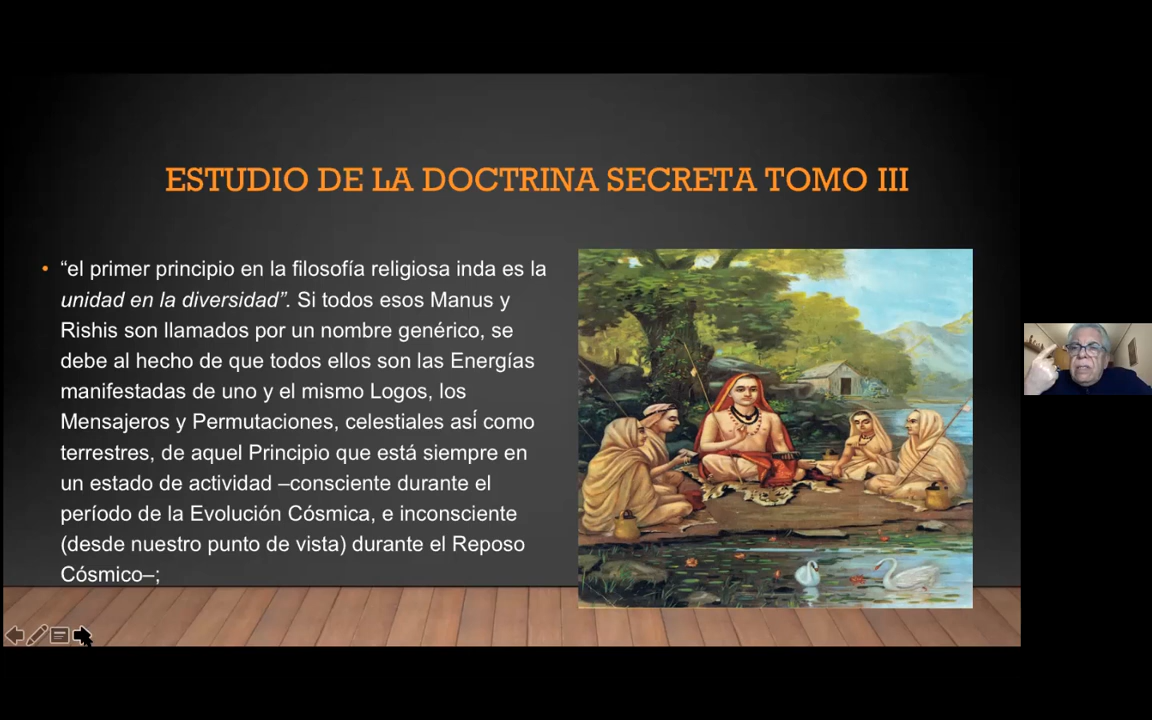 ESTUDIO DE LA DOCTRINA SECRETA TOMO III
• “el primer principio en la filosofía religiosa inda es la
unidad en la diversidad”. Si todos esos Manus y
Rishis son llamados por un nombre genérico, se
debe al hecho de que todos ellos son las Energías
manifestadas de uno y el mismo Logos, los
Mensajeros y Permutaciones, celestiales así como
terrestres, de aquel Principio que está siempre en
un estado de actividad –consciente durante el
período de la Evolución Cósmica, e inconsciente
(desde nuestro punto de vista) durante el Reposo
Cósmico–;